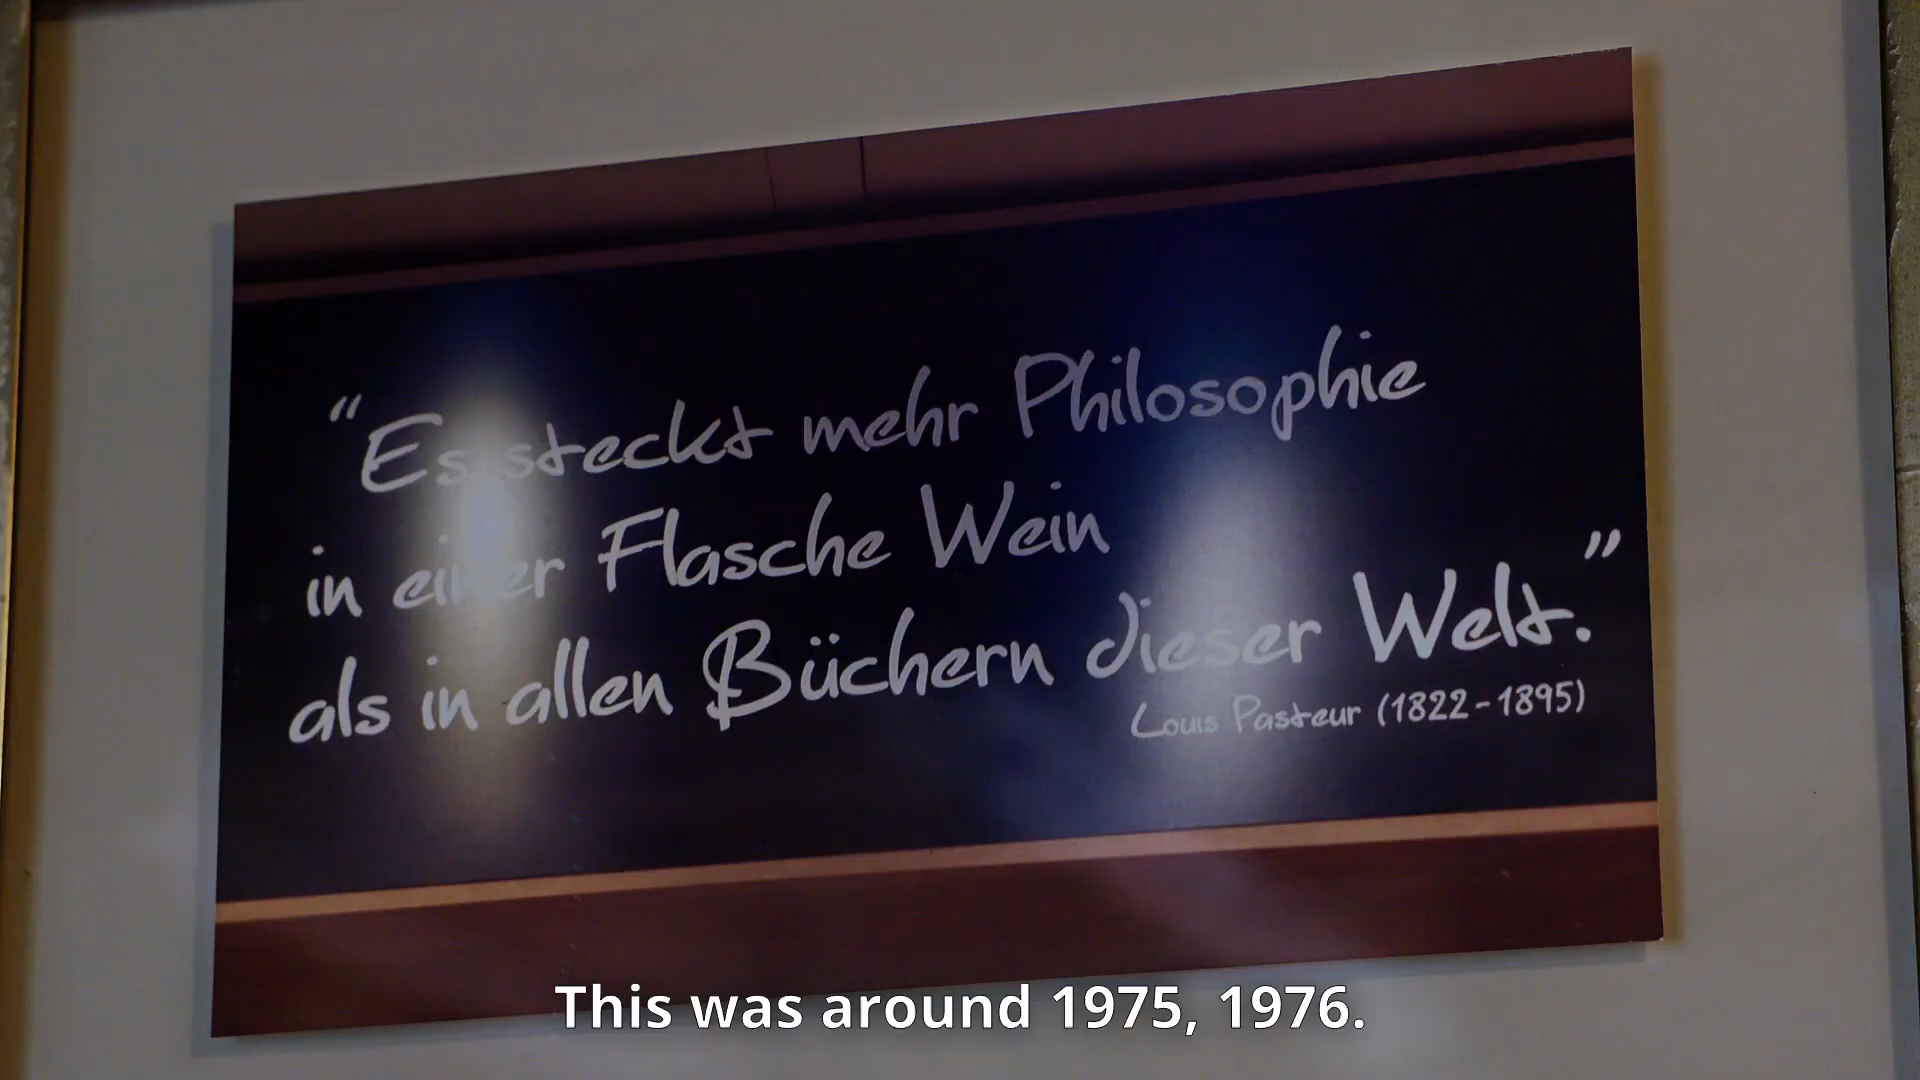 “Es steckt mehr Philosophie
in einer Flasche Wein
als in allen Büchern dieser Welt.”
Louis Pasteur (1822-1895)
This was around 1975, 1976.